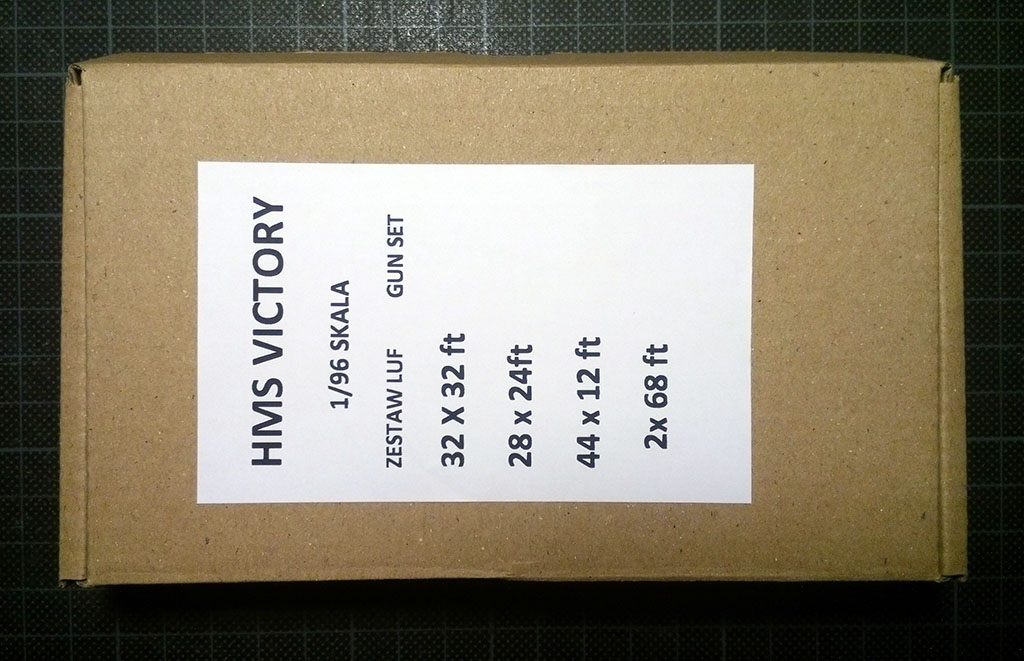 HMS VICTORY
1/96 SKALA
ZESTAW LUF GUN SET
32 X 32 ft
28 x 24ft
44 x 12 ft
2x 68 ft